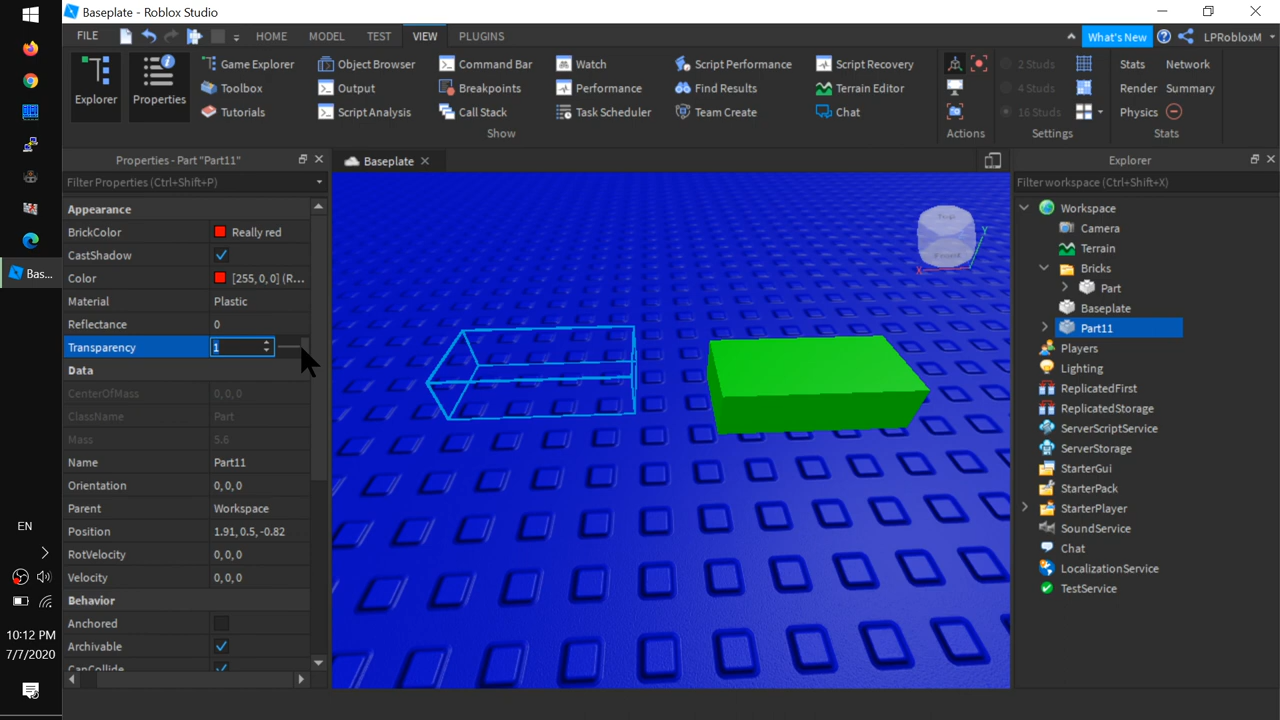 Baseplate - Roblox Studio
FILE HOME MODEL TEST VIEW PLUGINS What's New LPRobloxM
Explorer Properties Game Explorer Object Browser Command Bar Watch Script Performance Script Recovery 2 Studs Stats Network
Toolbox Output Breakpoints Performance Find Results Terrain Editor 4 Studs Render Summary
Tutorials Script Analysis Call Stack Task Scheduler Team Create Chat 16 Studs Physics
Show Actions Settings Stats
Properties - Part "Part11"
Filter Properties (Ctrl+Shift+P)
Appearance
BrickColor Really red
CastShadow
Color [255, 0, 0] (R...
Material Plastic
Reflectance 0
Transparency 1
Data
CenterOfMass 0, 0, 0
ClassName Part
Mass 5.6
Name Part11
Orientation 0, 0, 0
Parent Workspace
Position 1.91, 0.5, -0.82
RotVelocity 0, 0, 0
Velocity 0, 0, 0
Behavior
Anchored
Archivable
CanCollide
Baseplate
Top
Front
X
Y
Explorer
Filter workspace (Ctrl+Shift+X)
Workspace
Camera
Terrain
Bricks
Part
Baseplate
Part11
Players
Lighting
ReplicatedFirst
ReplicatedStorage
ServerScriptService
ServerStorage
StarterGui
StarterPack
StarterPlayer
SoundService
Chat
LocalizationService
TestService
Bas...
EN
10:12 PM
7/7/2020